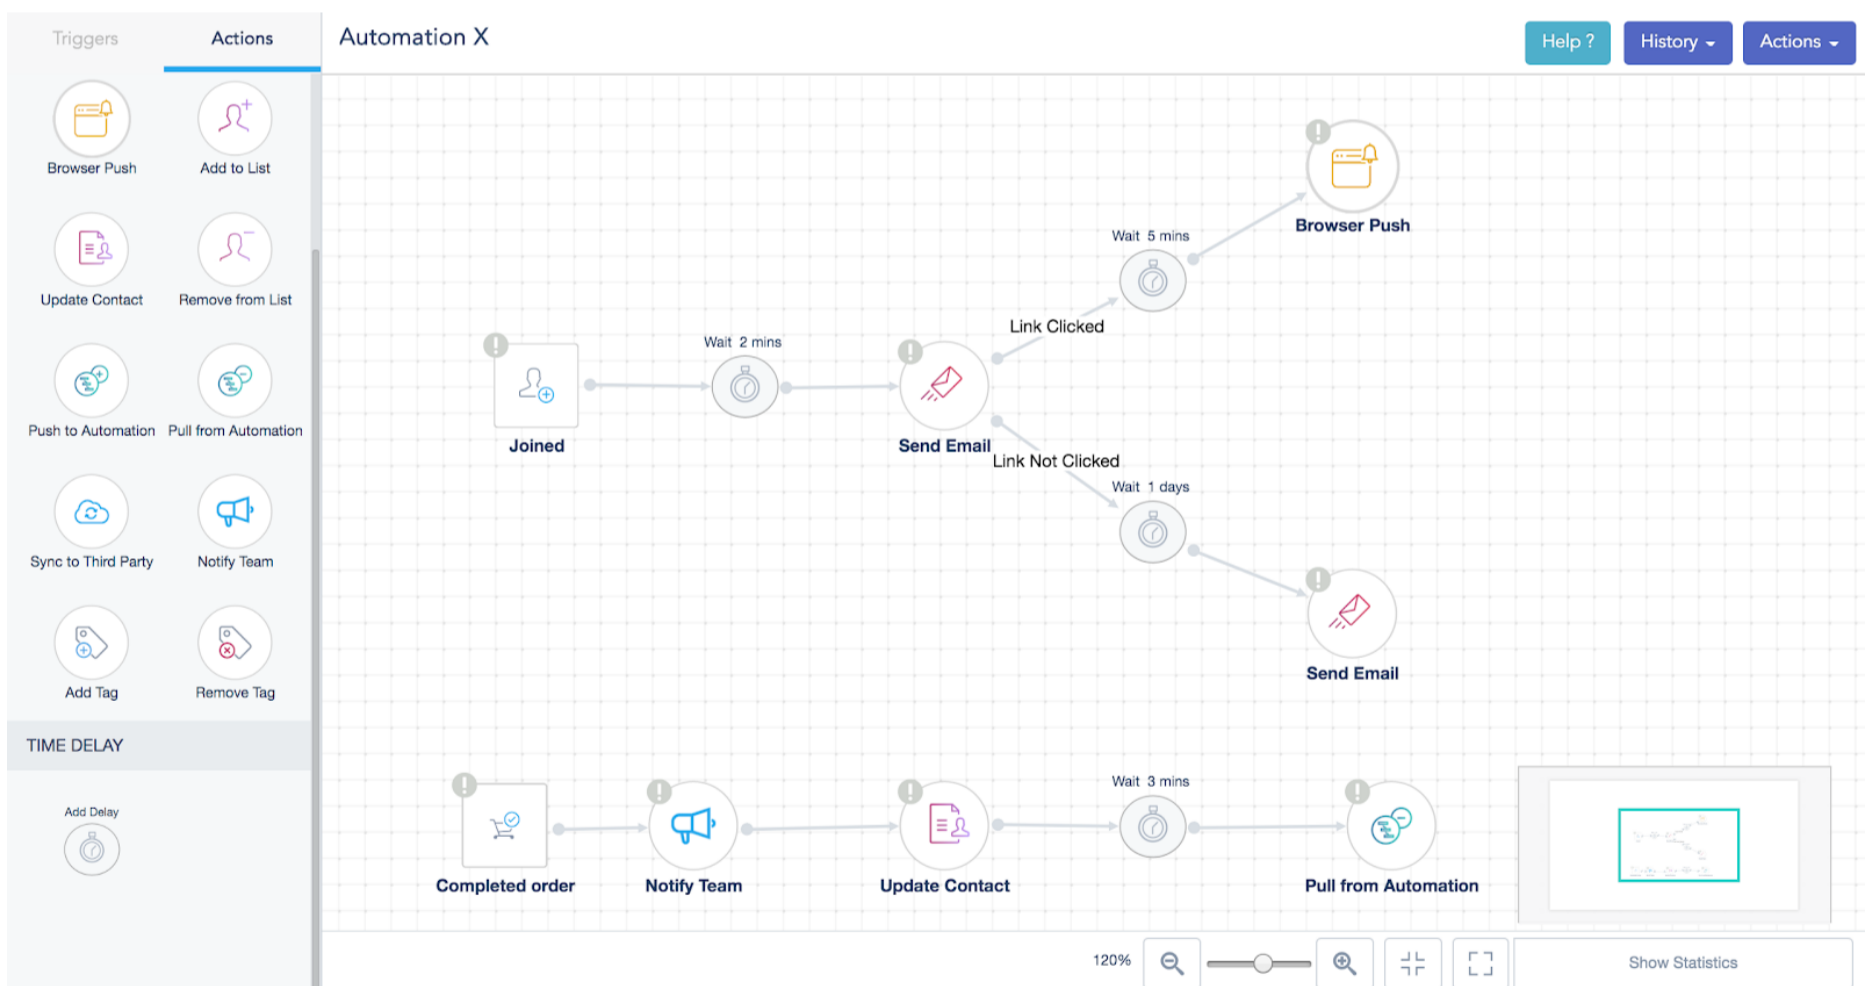 Triggers
Actions
Automation X
Help ?
History
Actions
Browser Push
Add to List
Update Contact
Remove from List
Push to Automation
Pull from Automation
Sync to Third Party
Notify Team
Add Tag
Remove Tag
TIME DELAY
Add Delay
Browser Push
Wait 5 mins
Link Clicked
Wait 2 mins
Joined
Send Email
Link Not Clicked
Wait 1 days
Send Email
Wait 3 mins
Completed order
Notify Team
Update Contact
Pull from Automation
120%
Show Statistics